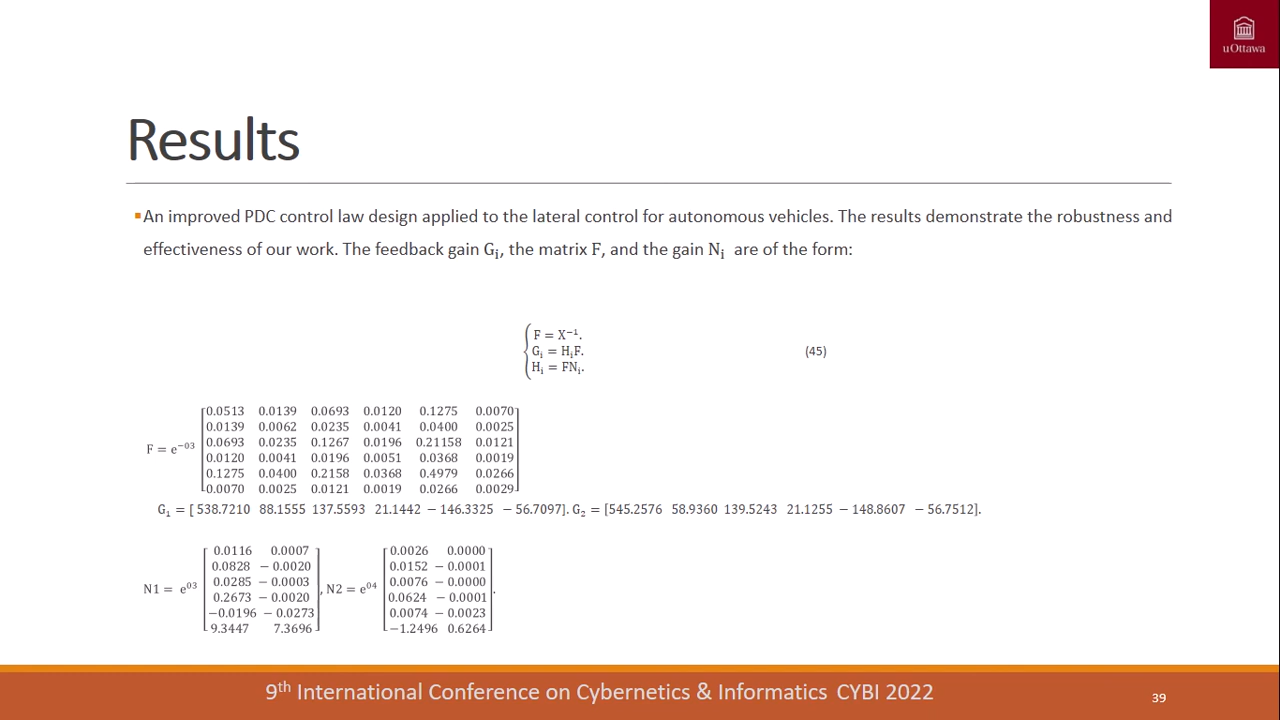 uOttawa
Results
▪An improved PDC control law design applied to the lateral control for autonomous vehicles. The results demonstrate the robustness and
effectiveness of our work. The feedback gain Gᵢ, the matrix F, and the gain Nᵢ are of the form:
F = X⁻¹.
Gᵢ = HᵢF. (45)
Hᵢ = FNᵢ.
0.0513 0.0139 0.0693 0.0120 0.1275 0.0070
0.0139 0.0062 0.0235 0.0041 0.0400 0.0025
0.0693 0.0235 0.1267 0.0196 0.21158 0.0121
F = e⁻⁰³
0.0120 0.0041 0.0196 0.0051 0.0368 0.0019
0.1275 0.0400 0.2158 0.0368 0.4979 0.0266
0.0070 0.0025 0.0121 0.0019 0.0266 0.0029
G₁ = [ 538.7210 88.1555 137.5593 21.1442 − 146.3325 − 56.7097]. G₂ = [545.2576 58.9360 139.5243 21.1255 − 148.8607 − 56.7512].
0.0116 0.0007 0.0026 0.0000
0.0828 − 0.0020 0.0152 − 0.0001
0.0285 − 0.0003 0.0076 − 0.0000
N1 = e⁰³ , N2 = e⁰⁴ .
0.2673 − 0.0020 0.0624 − 0.0001
−0.0196 − 0.0273 0.0074 − 0.0023
9.3447 7.3696 −1.2496 0.6264
9th International Conference on Cybernetics & Informatics CYBI 2022
39